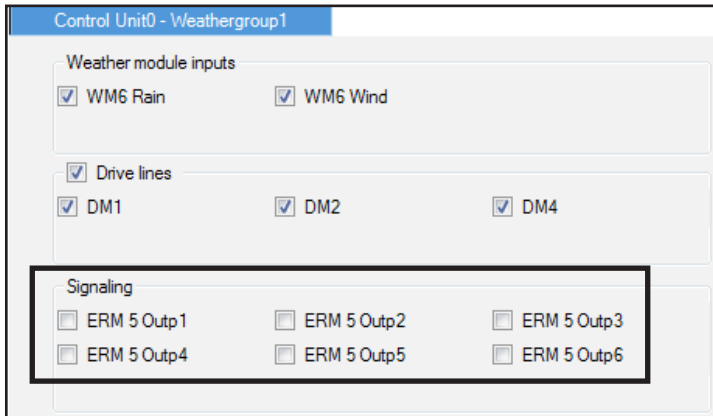 Control Unit0 - Weathergroup1
Weather module inputs
WM6 Rain WM6 Wind
Drive lines
DM1 DM2 DM4
Signaling
ERM 5 Outp1 ERM 5 Outp2 ERM 5 Outp3
ERM 5 Outp4 ERM 5 Outp5 ERM 5 Outp6